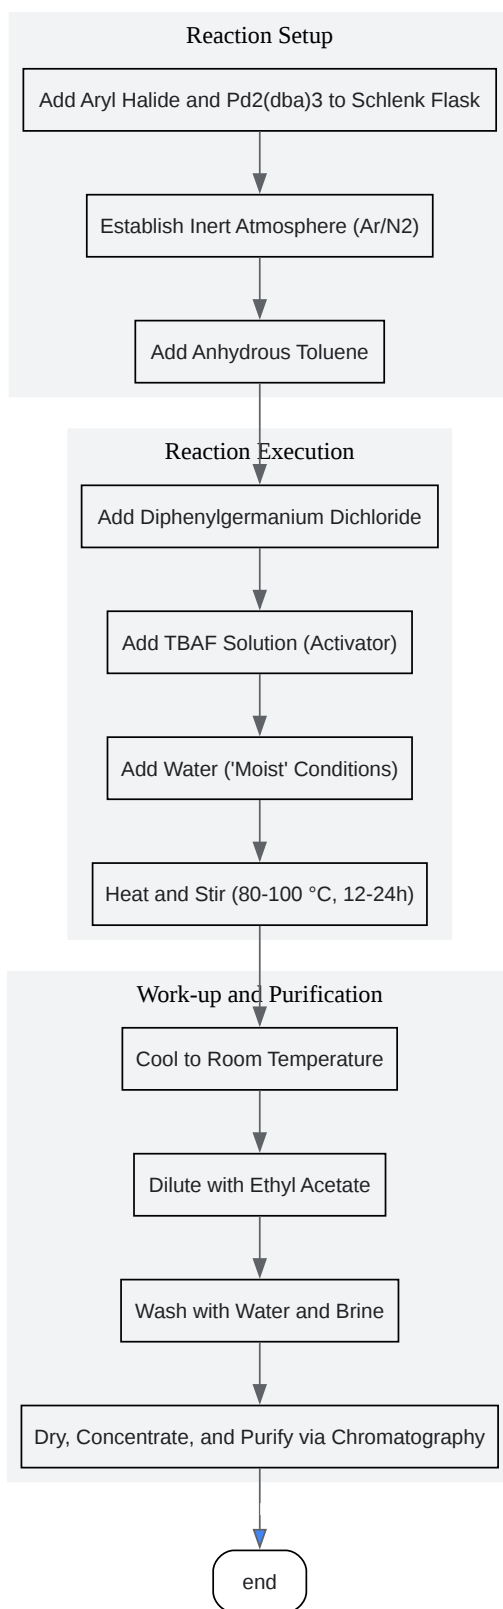 Reaction Setup
Add Aryl Halide and Pd2(dba)3 to Schlenk Flask
Establish Inert Atmosphere (Ar/N2)
Add Anhydrous Toluene
Reaction Execution
Add Diphenylgermanium Dichloride
Add TBAF Solution (Activator)
Add Water ('Moist' Conditions)
Heat and Stir (80-100 °C, 12-24h)
Work-up and Purification
Cool to Room Temperature
Dilute with Ethyl Acetate
Wash with Water and Brine
Dry, Concentrate, and Purify via Chromatography
end